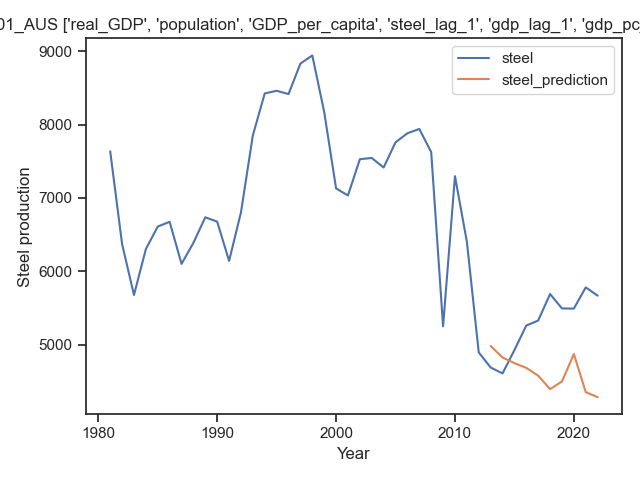 01_AUS ['real_GDP', 'population', 'GDP_per_capita', 'steel_lag_1', 'gdp_lag_1', 'gdp_pc
steel
steel_prediction
9000
8000
7000
6000
5000
Steel production
1980
1990
2000
2010
2020
Year